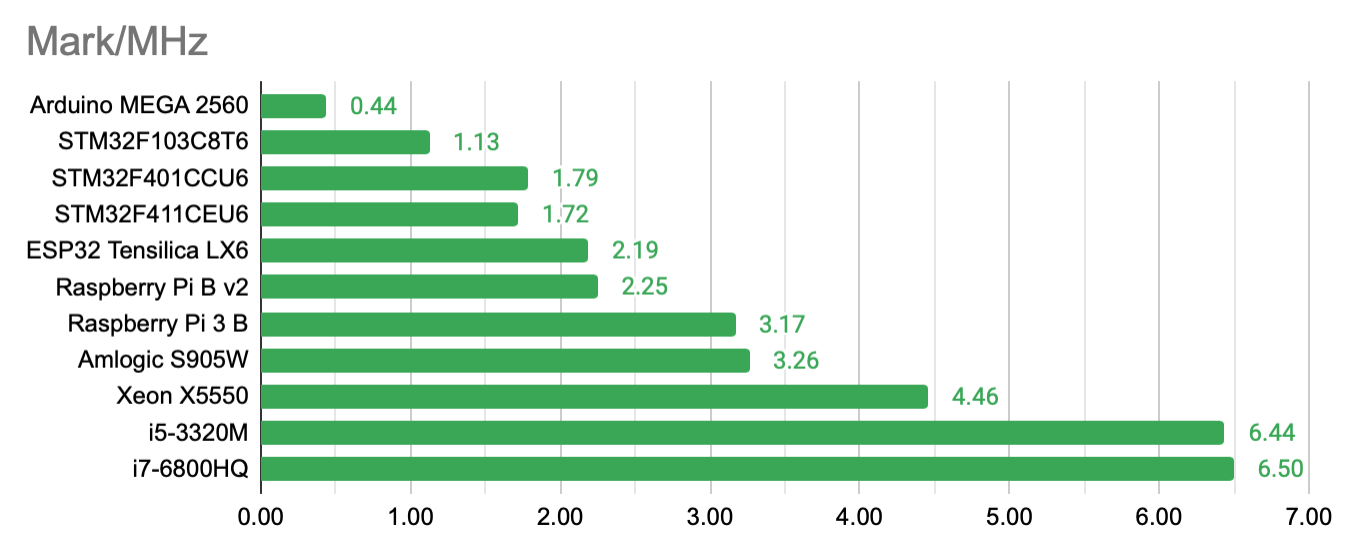 Mark/MHz
Arduino MEGA 2560 0.44
STM32F103C8T6 1.13
STM32F401CCU6 1.79
STM32F411CEU6 1.72
ESP32 Tensilica LX6 2.19
Raspberry Pi B v2 2.25
Raspberry Pi 3 B 3.17
Amlogic S905W 3.26
Xeon X5550 4.46
i5-3320M 6.44
i7-6800HQ 6.50
0.00 1.00 2.00 3.00 4.00 5.00 6.00 7.00